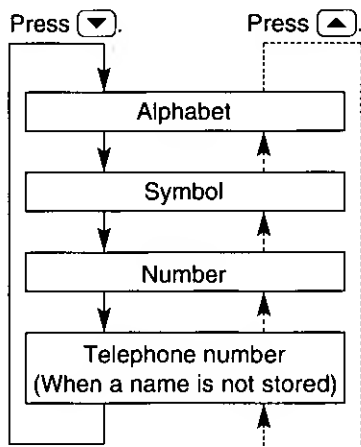 Press ▼. Press ▲.
Alphabet
Symbol
Number
Telephone number
(When a name is not stored)